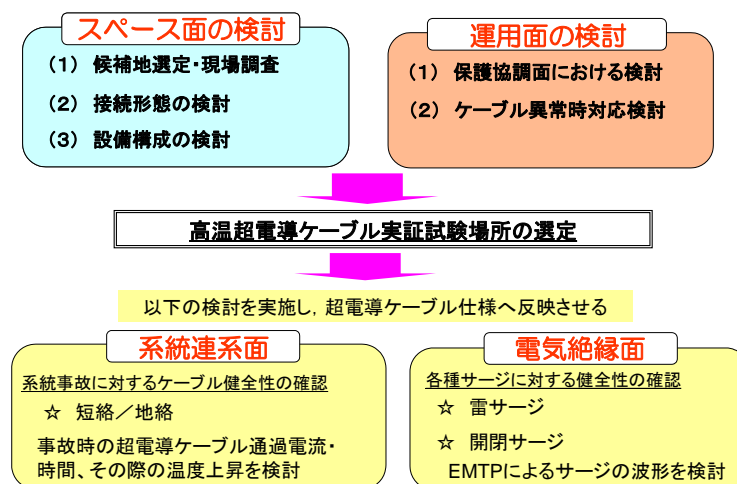 スペース面の検討
(1) 候補地選定・現場調査
(2) 接続形態の検討
(3) 設備構成の検討
運用面の検討
(1) 保護協調面における検討
(2) ケーブル異常時対応検討
高温超電導ケーブル実証試験場所の選定
以下の検討を実施し,超電導ケーブル仕様へ反映させる
系統連系面
系統事故に対するケーブル健全性の確認
☆ 短絡／地絡
事故時の超電導ケーブル通過電流・
時間、その際の温度上昇を検討
電気絶縁面
各種サージに対する健全性の確認
☆ 雷サージ
☆ 開閉サージ
EMTPによるサージの波形を検討